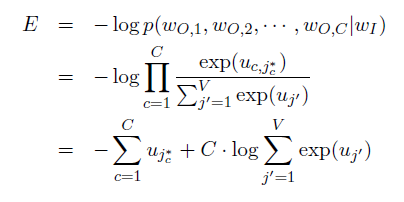 E = − log p(w_{O,1}, w_{O,2}, · · · , w_{O,C}|w_I)
= − log ∏_{c=1}^{C} \frac{exp(u_{c,j_c^*})}{∑_{j'=1}^{V} exp(u_{j'})}
= − ∑_{c=1}^{C} u_{j_c^*} + C · log ∑_{j'=1}^{V} exp(u_{j'})